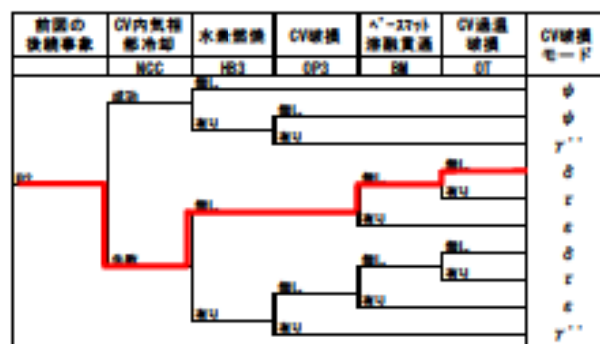 前図の CV内気相 水素燃焼 CV破損 ベースマット CV過温 CV破損
後続事象 部冷却 溶融貫通 破損 モード
NCC HB3 OP3 BM OT
無し ψ
成功
無し ψ
有り
有り γ''
無し δ
無し
有り τ
無し
有り ε
失敗
無し δ
無し
有り τ
無し
有り ε
有り
有り γ''